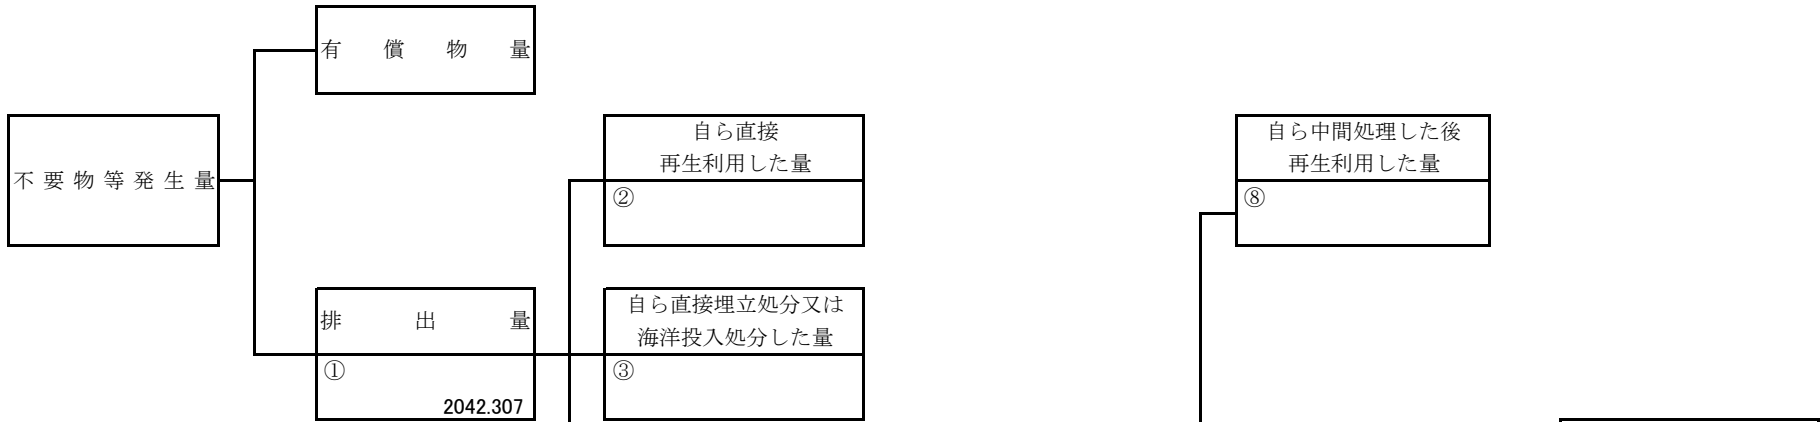 有償物量
不要物等発生量
自ら直接
再生利用した量
②
自ら中間処理した後
再生利用した量
⑧
排出量
①
2042.307
自ら直接埋立処分又は
海洋投入処分した量
③